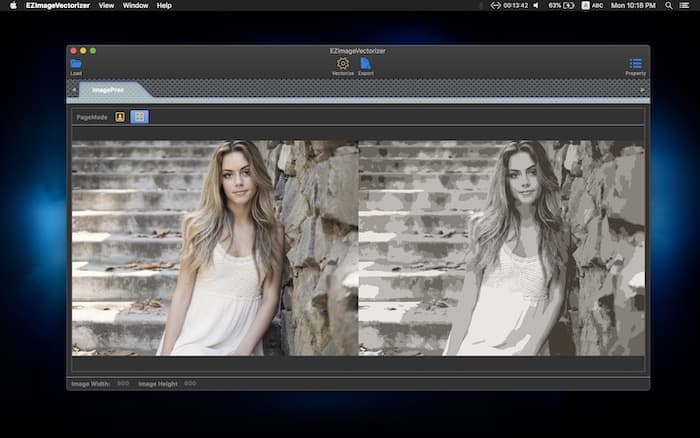 EZImageVectorizer View Window Help 00:13:42 63% A ABC Mon 10:18 PM
EZImageVectorizer
Load Vectorize Export Property
ImageProc
PageMode
Image Width: 600 Image Height 600